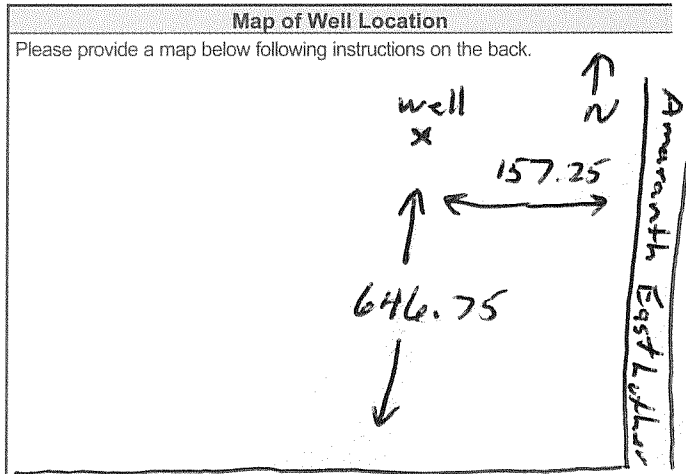 Map of Well Location
Please provide a map below following instructions on the back.
well
x
N
157.25
646.75
Amaranth East Luther